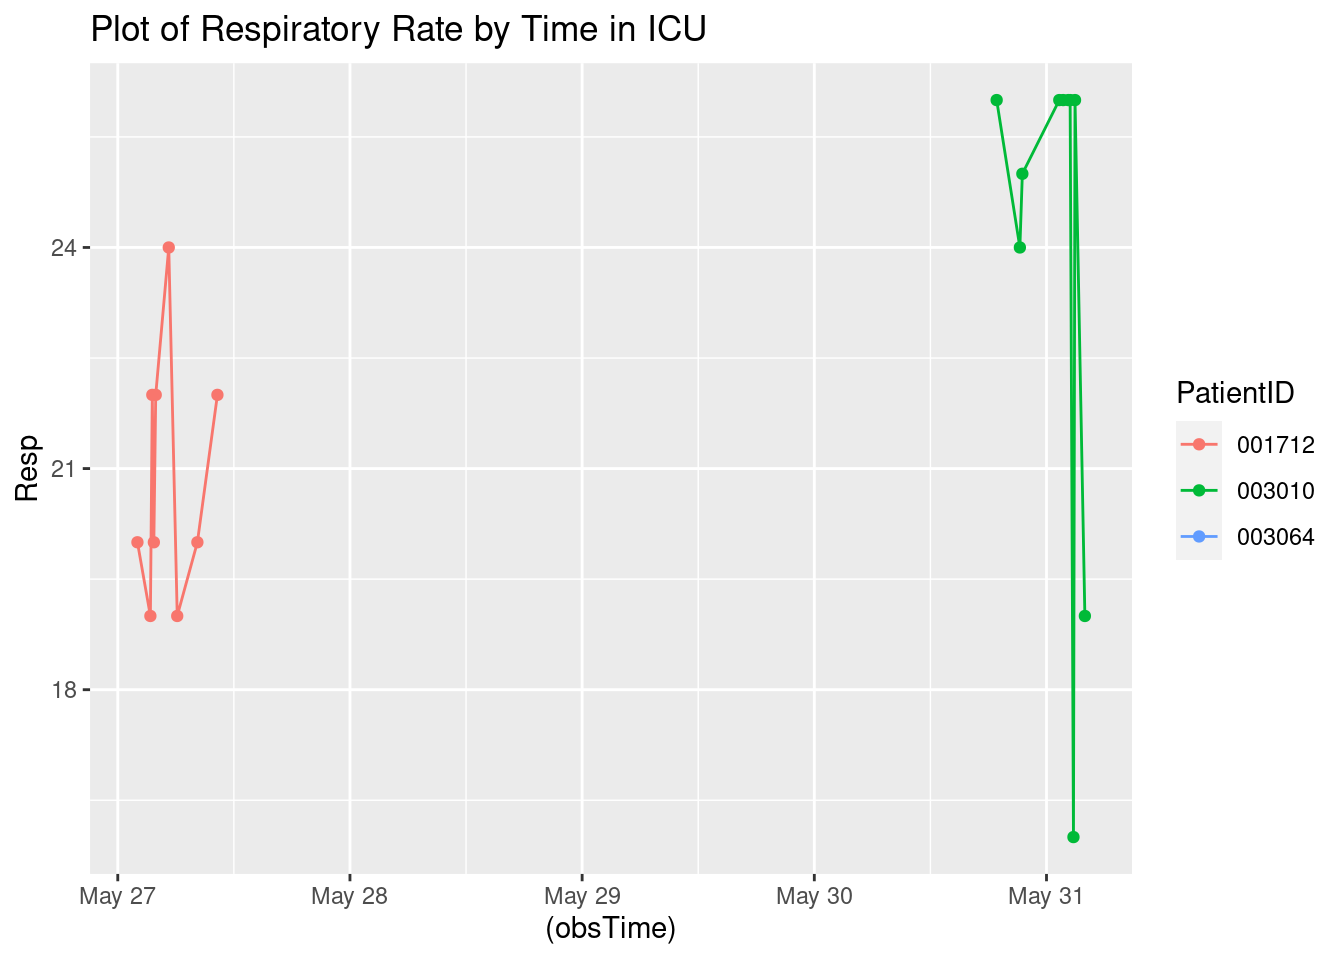 Plot of Respiratory Rate by Time in ICU
Resp
24
21
18
May 27
May 28
May 29
May 30
May 31
(obsTime)
PatientID
001712
003010
003064